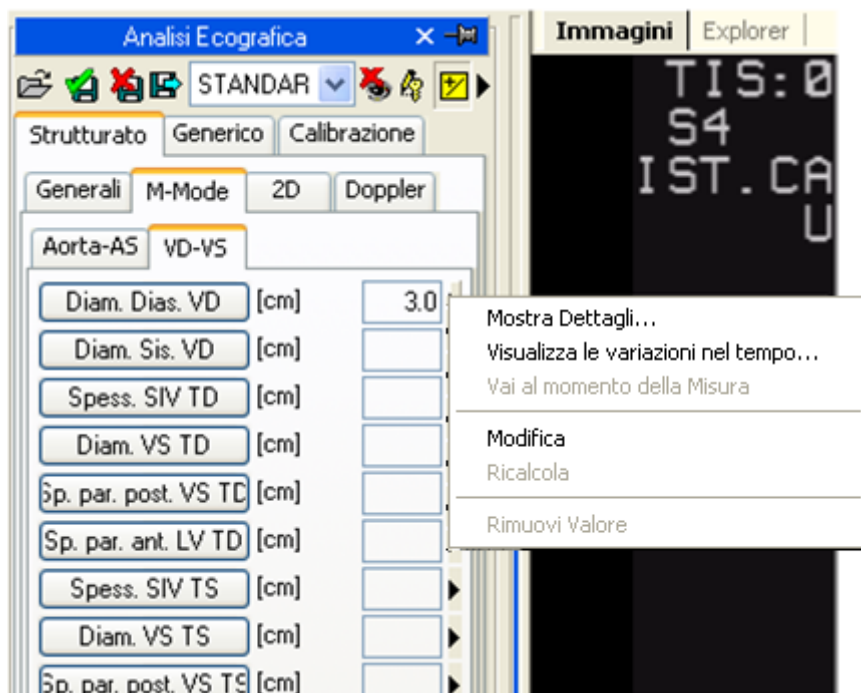 Analisi Ecografica
Immagini Explorer
STANDAR
TIS:0
S4
IST.CA
U
Strutturato Generico Calibrazione
Generali M-Mode 2D Doppler
Aorta-AS VD-VS
Diam. Dias. VD [cm] 3.0
Diam. Sis. VD [cm]
Spess. SIV TD [cm]
Diam. VS TD [cm]
Sp. par. post. VS TD [cm]
Sp. par. ant. LV TD [cm]
Spess. SIV TS [cm]
Diam. VS TS [cm]
Sp. par. post. VS TS [cm]
Mostra Dettagli...
Visualizza le variazioni nel tempo...
Vai al momento della Misura
Modifica
Ricalcola
Rimuovi Valore